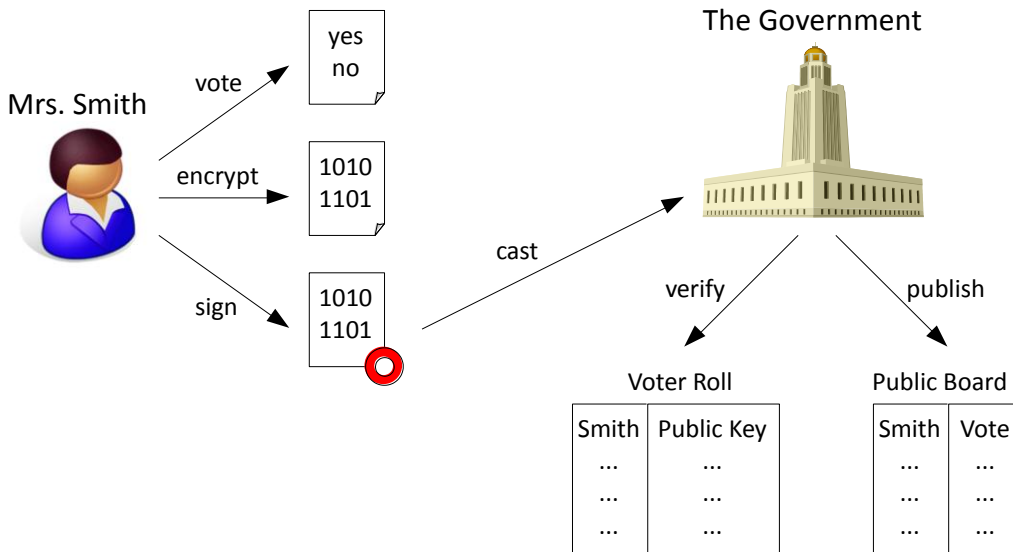 The Government
yes
no
vote
Mrs. Smith
encrypt
1010
1101
cast
sign
1010
1101
verify
publish
Voter Roll
Public Board
Smith Public Key
... ...
... ...
... ...
Smith Vote
... ...
... ...
... ...